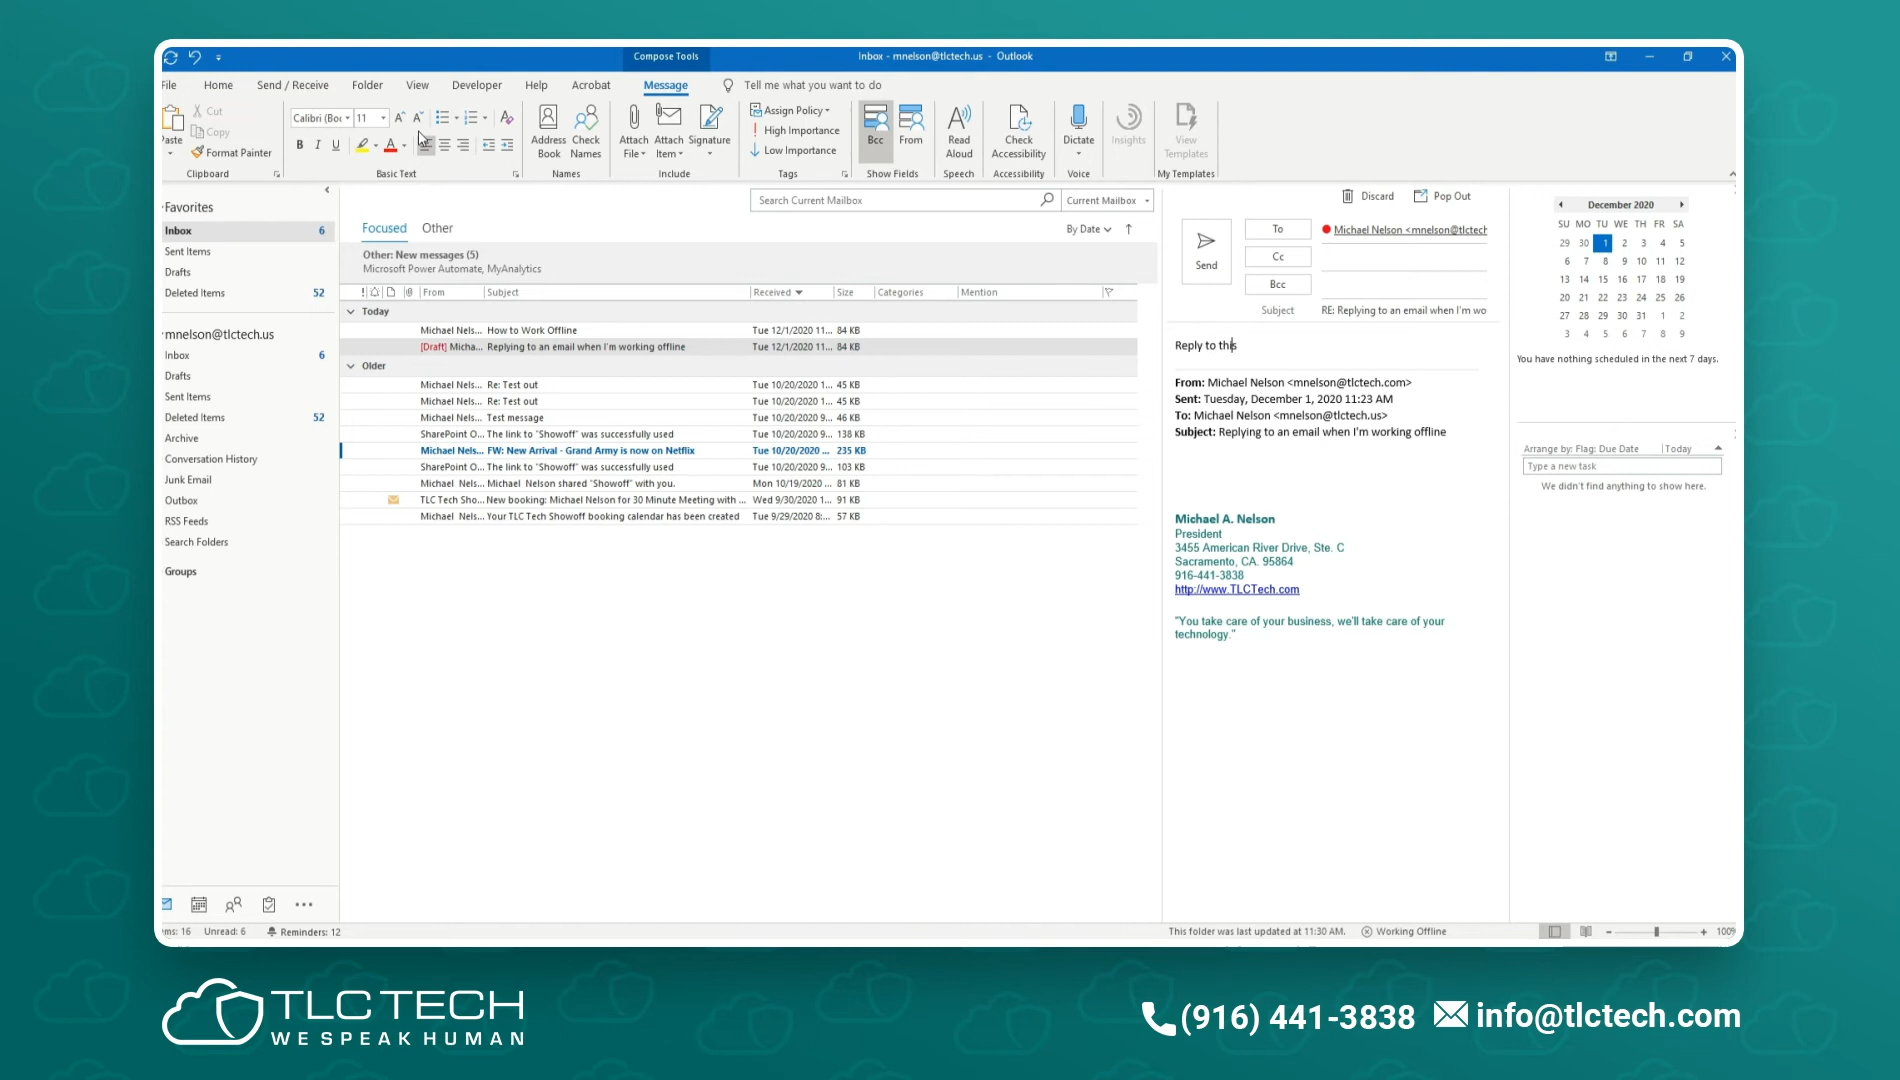 Compose Tools
Inbox - mnelson@tlctech.us - Outlook
File Home Send / Receive Folder View Developer Help Acrobat Message Tell me what you want to do
Paste
Cut
Copy
Format Painter
Clipboard
Calibri (Boc 11
B I U
Basic Text
Address Book
Check Names
Names
Attach File
Attach Item
Signature
Include
Assign Policy
High Importance
Low Importance
Tags
Bcc From
Show Fields
Read Aloud
Speech
Check Accessibility
Accessibility
Dictate
Voice
Insights
View Templates
My Templates
Favorites
Inbox 6
Sent Items
Drafts
Deleted Items 52
mnelson@tlctech.us
Inbox 6
Drafts
Sent Items
Deleted Items 52
Archive
Conversation History
Junk Email
Outbox
RSS Feeds
Search Folders
Groups
Search Current Mailbox Current Mailbox
Focused Other By Date
Other: New messages (5)
Microsoft Power Automate, MyAnalytics
From Subject Received Size Categories Mention
Today
Michael Nels... How to Work Offline Tue 12/1/2020 11... 84 KB
[Draft] Micha... Replying to an email when I'm working offline Tue 12/1/2020 11... 84 KB
Older
Michael Nels... Re: Test out Tue 10/20/2020 1... 45 KB
Michael Nels... Re: Test out Tue 10/20/2020 1... 45 KB
Michael Nels... Test message Tue 10/20/2020 9... 46 KB
SharePoint O... The link to "Showoff" was successfully used Tue 10/20/2020 9... 138 KB
Michael Nels... FW: New Arrival - Grand Army is now on Netflix Tue 10/20/2020 ... 235 KB
SharePoint O... The link to "Showoff" was successfully used Tue 10/20/2020 9... 103 KB
Michael Nels... Michael Nelson shared "Showoff" with you. Mon 10/19/2020 ... 81 KB
TLC Tech Sho... New booking: Michael Nelson for 30 Minute Meeting with ... Wed 9/30/2020 1... 91 KB
Michael Nels... Your TLC Tech Showoff booking calendar has been created Tue 9/29/2020 8:... 57 KB
Discard Pop Out
Send
To Michael Nelson <mnelson@tlctech
Cc
Bcc
Subject RE: Replying to an email when I'm wo
Reply to this
From: Michael Nelson <mnelson@tlctech.com>
Sent: Tuesday, December 1, 2020 11:23 AM
To: Michael Nelson <mnelson@tlctech.us>
Subject: Replying to an email when I'm working offline
Michael A. Nelson
President
3455 American River Drive, Ste. C
Sacramento, CA. 95864
916-441-3838
http://www.TLCTech.com
"You take care of your business, we'll take care of your
technology."
December 2020
SU MO TU WE TH FR SA
29 30 1 2 3 4 5
6 7 8 9 10 11 12
13 14 15 16 17 18 19
20 21 22 23 24 25 26
27 28 29 30 31 1 2
3 4 5 6 7 8 9
You have nothing scheduled in the next 7 days.
Arrange by: Flag: Due Date Today
Type a new task
We didn't find anything to show here.
ms: 16 Unread: 6 Reminders: 12
This folder was last updated at 11:30 AM. Working Offline 100%
TLC TECH
WE SPEAK HUMAN
(916) 441-3838 info@tlctech.com